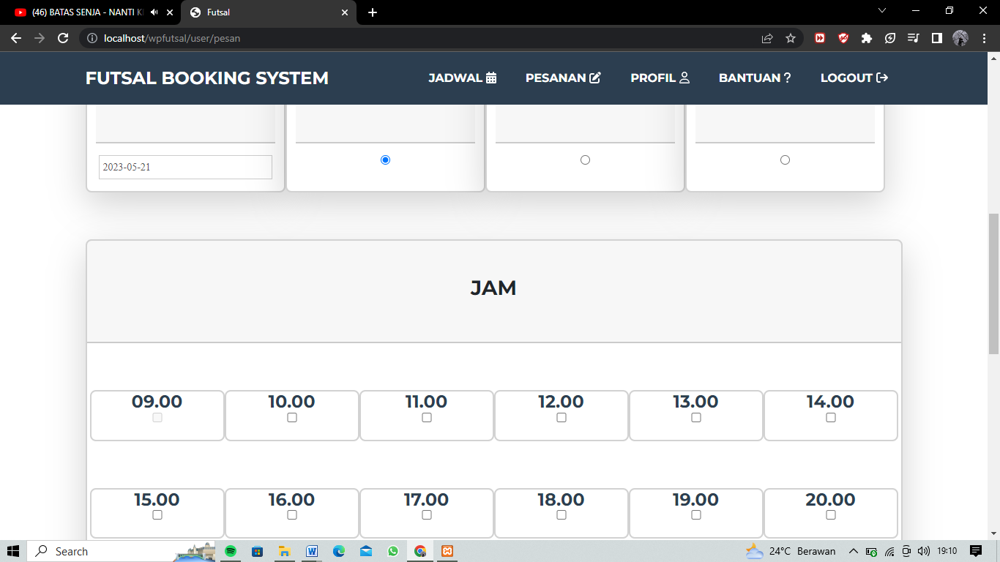 (46) BATAS SENJA - NANTI K
Futsal
localhost/wpfutsal/user/pesan
FUTSAL BOOKING SYSTEM
JADWAL
PESANAN
PROFIL
BANTUAN ?
LOGOUT
2023-05-21
JAM
09.00
10.00
11.00
12.00
13.00
14.00
15.00
16.00
17.00
18.00
19.00
20.00
Search
24°C Berawan
19:10